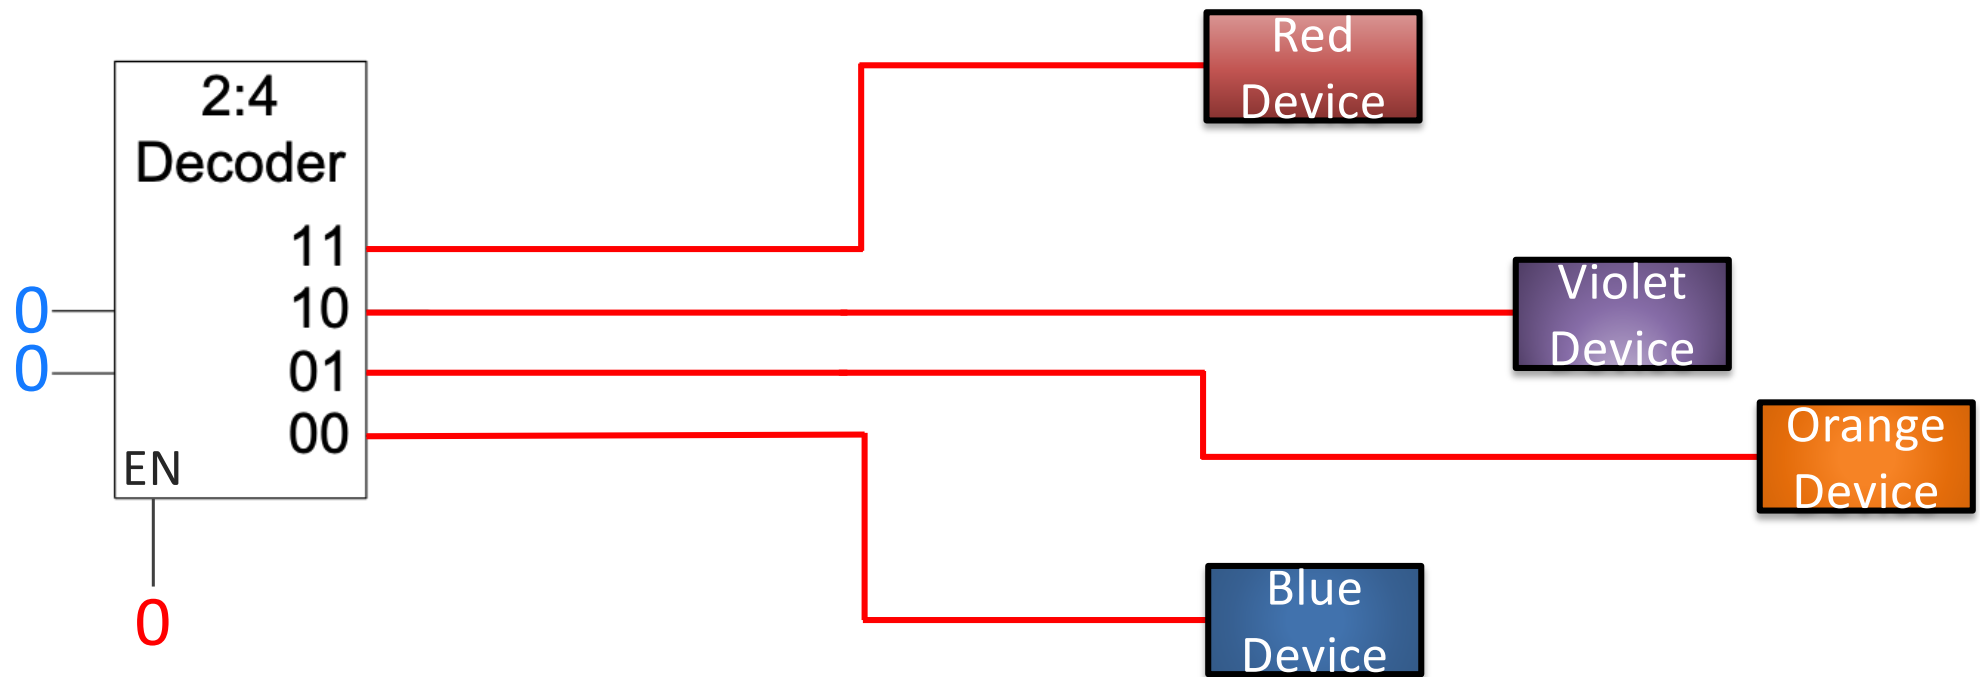 2:4
Decoder
11
10
01
00
EN
0
0
0
Red
Device
Violet
Device
Orange
Device
Blue
Device